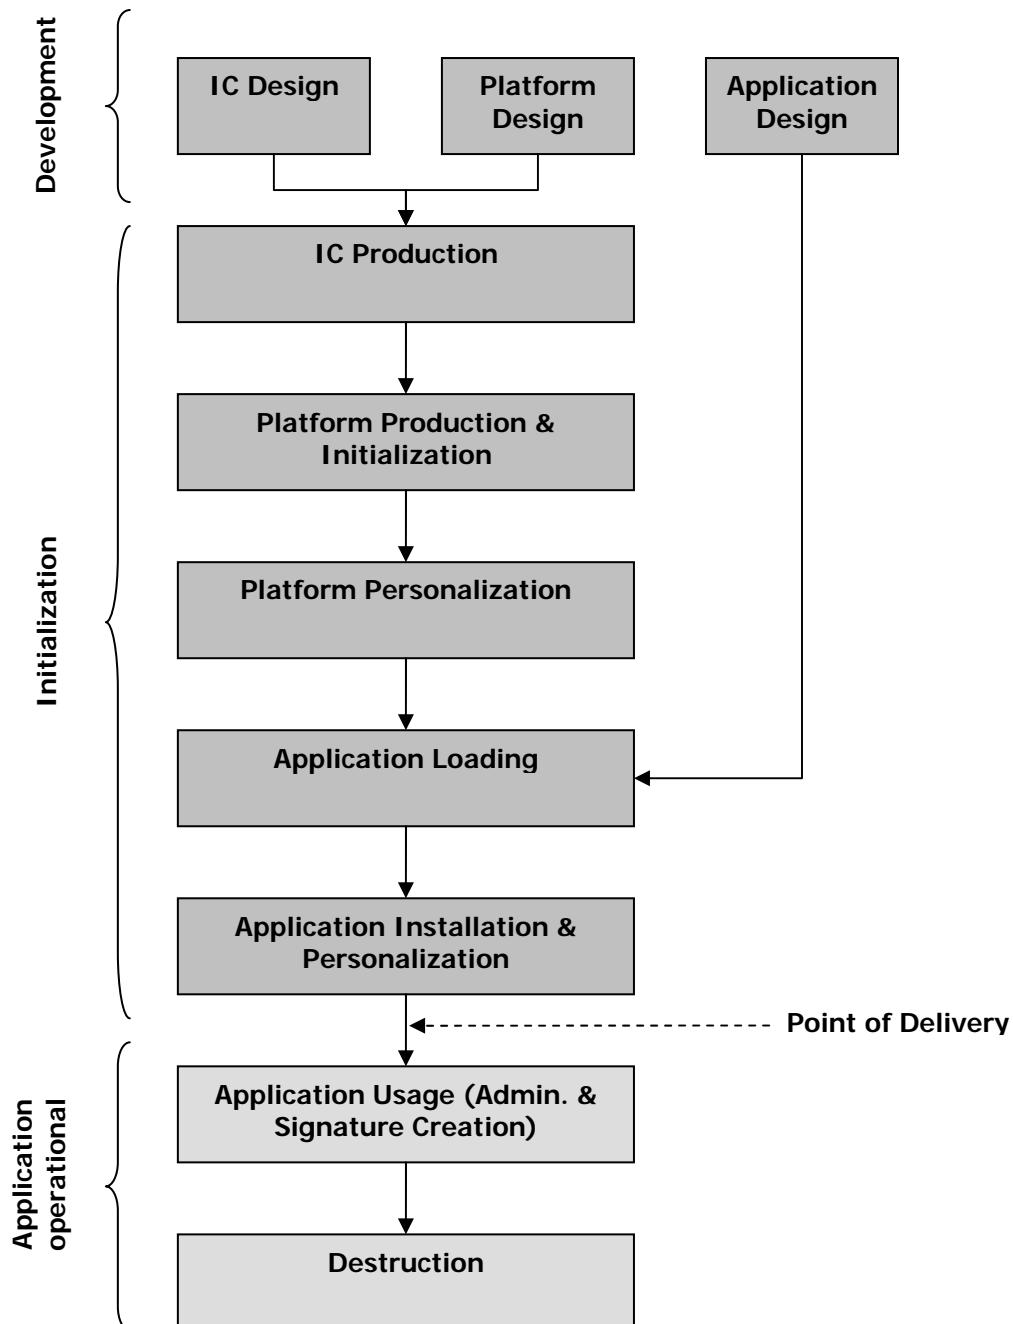 Development
IC Design
Platform
Design
Application
Design
Initialization
IC Production
Platform Production &
Initialization
Platform Personalization
Application Loading
Application Installation &
Personalization
Point of Delivery
Application
operational
Application Usage (Admin. &
Signature Creation)
Destruction